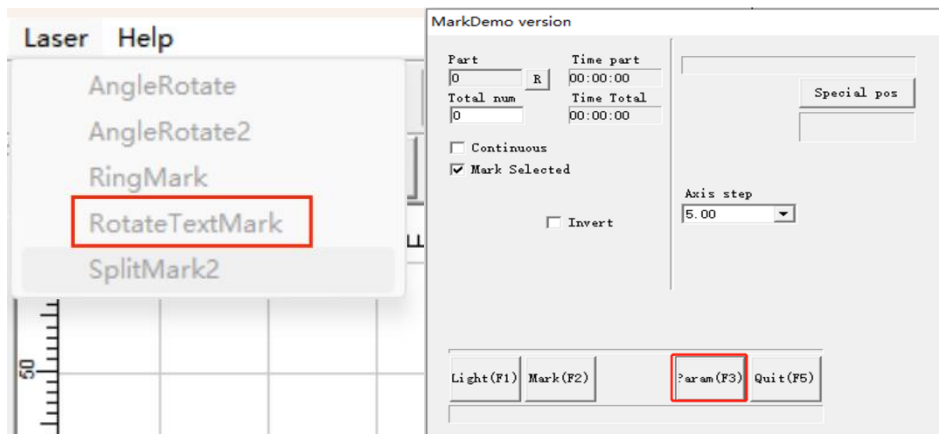 Laser Help
AngleRotate
AngleRotate2
RingMark
RotateTextMark
SplitMark2
50
MarkDemo version
Part Time part
0 R 00:00:00
Total num Time Total
0 00:00:00
Continuous
Mark Selected
Invert
Special pos
Axis step
5.00
Light(F1) Mark(F2) Param(F3) Quit(F5)